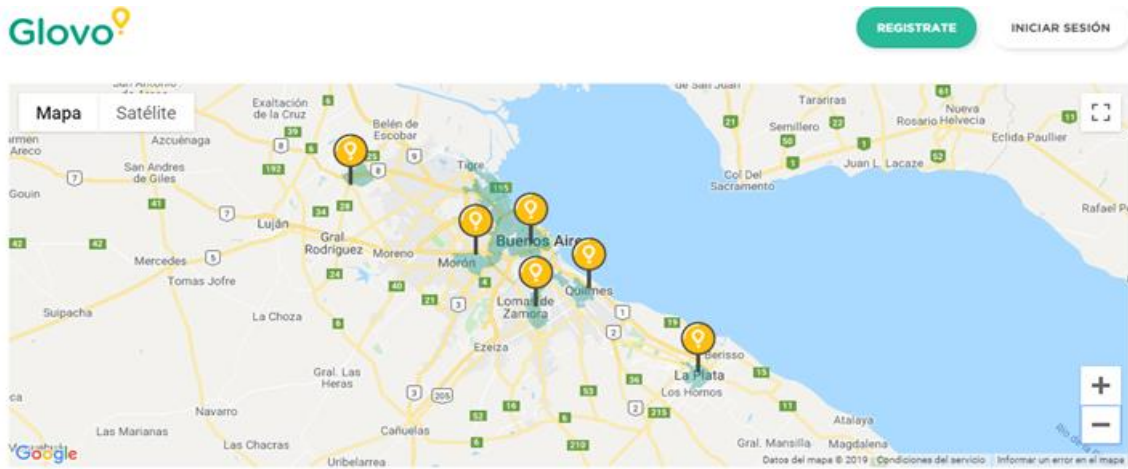 Glovo
REGISTRATE
INICIAR SESIÓN
Mapa
Satélite
Exaltación
de la Cruz
Belén de
Escobar
Azcuénaga
Areco
San Andres
de Giles
Gouin
Tigre
Luján
Gral.
Rodríguez
Moreno
Morón
Buenos Aires
Mercedes
Tomas Jofre
Suipacha
La Choza
Lomas de
Zamora
Quilmes
Ezeiza
Berisso
La Plata
Los Hornos
Gral. Las
Heras
Navarro
Las Marianas
Las Chacras
Cañuelas
Uribelarrea
Atalaya
Gral. Mansilla
Magdalena
Tarariras
Semillero
Nueva
Rosario Helvecia
Eclida Paullier
Juan L. Lacaze
Col Del
Sacramento
Rafael
Google
Datos del mapa © 2019
Condiciones del servicio
Informar un error en el mapa